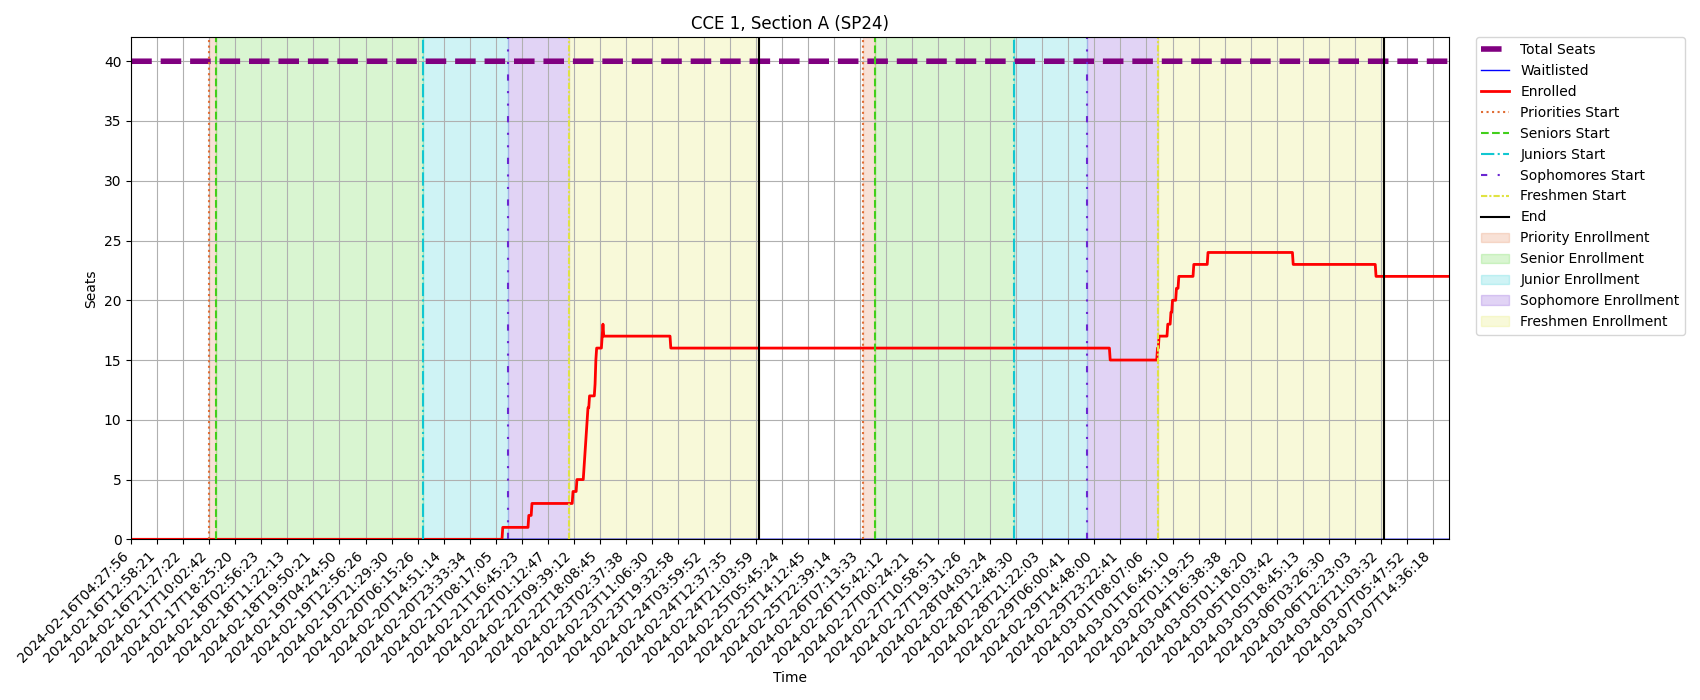 CCE 1, Section A (SP24)
Seats
40
35
30
25
20
15
10
5
0
2024-02-16T04:27:56
2024-02-16T12:58:21
2024-02-16T21:27:22
2024-02-17T10:02:42
2024-02-17T18:25:20
2024-02-18T02:56:23
2024-02-18T11:22:13
2024-02-18T19:50:21
2024-02-19T04:24:50
2024-02-19T12:56:26
2024-02-19T21:29:30
2024-02-20T06:15:26
2024-02-20T14:51:14
2024-02-20T23:33:34
2024-02-21T08:17:05
2024-02-21T16:45:23
2024-02-22T01:12:47
2024-02-22T09:39:12
2024-02-22T18:08:45
2024-02-23T02:37:38
2024-02-23T11:06:30
2024-02-23T19:32:58
2024-02-24T03:59:52
2024-02-24T12:37:35
2024-02-24T21:03:59
2024-02-25T05:45:24
2024-02-25T14:12:45
2024-02-25T22:39:14
2024-02-26T07:13:33
2024-02-26T15:42:12
2024-02-27T00:24:21
2024-02-27T10:58:51
2024-02-27T19:31:26
2024-02-28T04:03:24
2024-02-28T12:48:30
2024-02-28T21:22:03
2024-02-29T06:00:41
2024-02-29T14:48:00
2024-02-29T23:22:41
2024-03-01T08:07:06
2024-03-01T16:45:10
2024-03-02T01:19:25
2024-03-04T16:38:38
2024-03-05T01:18:20
2024-03-05T10:03:42
2024-03-05T18:45:13
2024-03-06T03:26:30
2024-03-06T12:23:03
2024-03-06T21:03:32
2024-03-07T05:47:52
2024-03-07T14:36:18
Time
Total Seats
Waitlisted
Enrolled
Priorities Start
Seniors Start
Juniors Start
Sophomores Start
Freshmen Start
End
Priority Enrollment
Senior Enrollment
Junior Enrollment
Sophomore Enrollment
Freshmen Enrollment